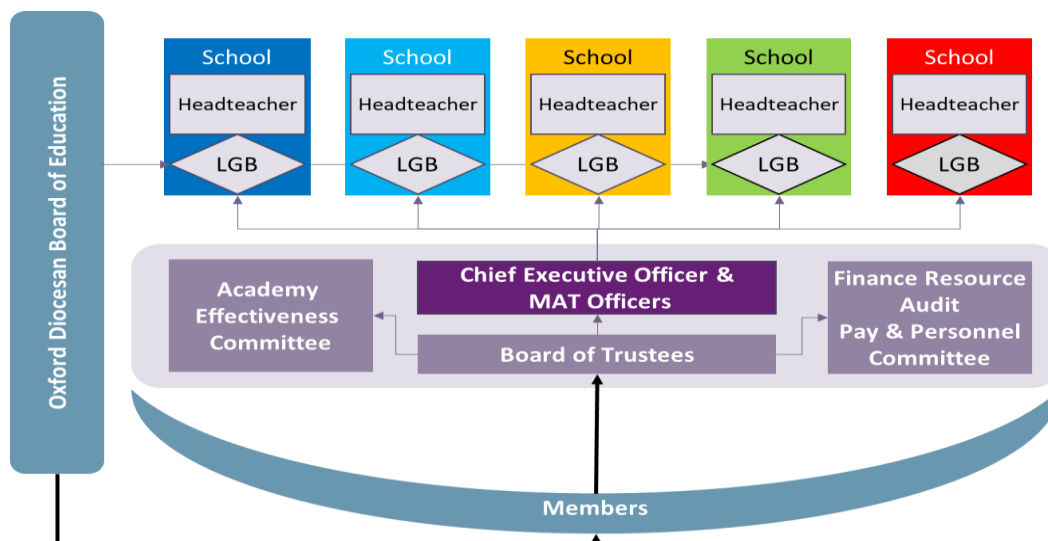 Oxford Diocesan Board of Education
School
Headteacher
LGB
School
Headteacher
LGB
School
Headteacher
LGB
School
Headteacher
LGB
School
Headteacher
LGB
Academy
Effectiveness
Committee
Chief Executive Officer &
MAT Officers
Board of Trustees
Finance Resource
Audit
Pay & Personnel
Committee
Members